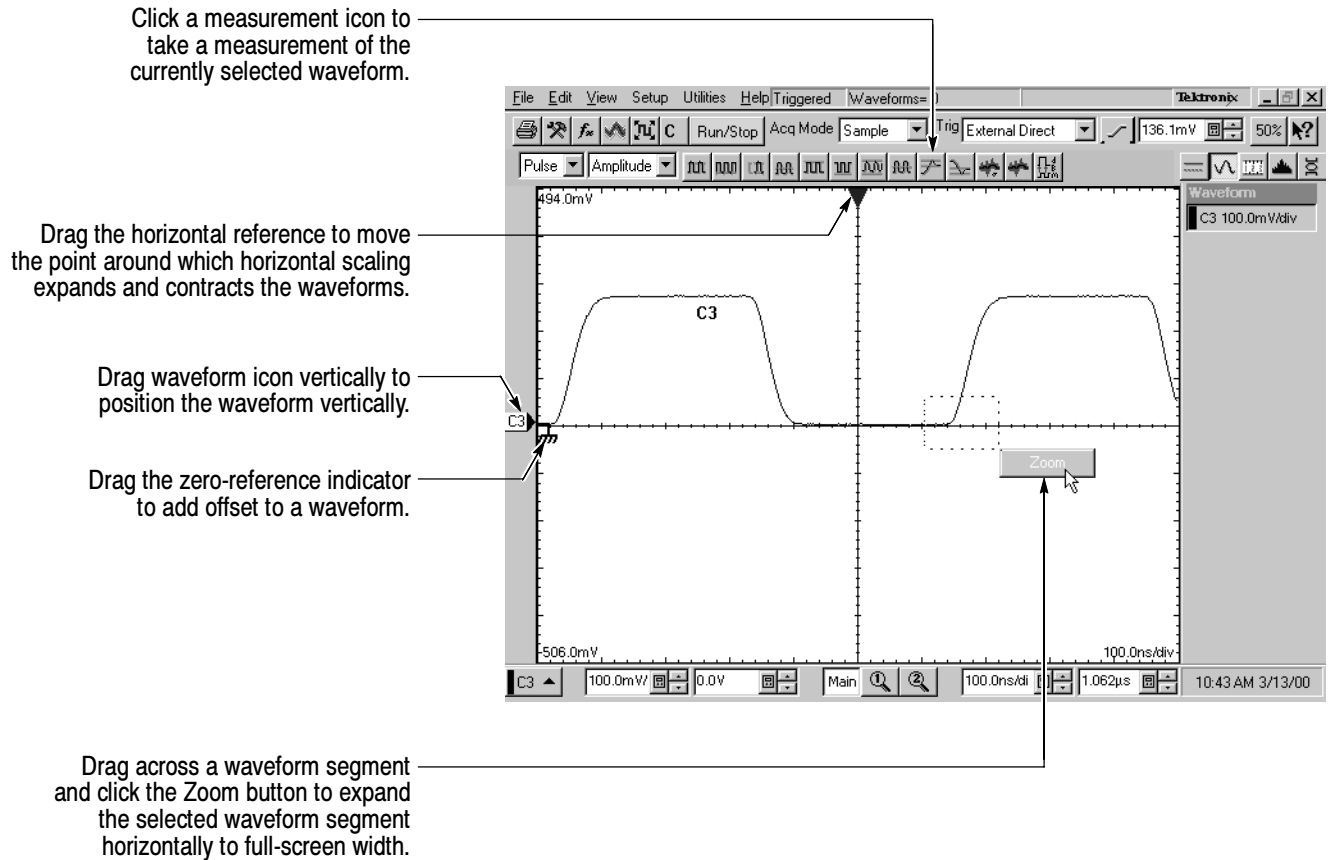 Click a measurement icon to
take a measurement of the
currently selected waveform.
File Edit View Setup Utilities Help Triggered Waveforms= Tektronix
C Run/Stop Acq Mode Sample Trig External Direct 136.1mV 50%
Pulse Amplitude
494.0mV
Waveform
C3 100.0mV/div
Drag the horizontal reference to move
the point around which horizontal scaling
expands and contracts the waveforms.
C3
Drag waveform icon vertically to
position the waveform vertically.
C3
Drag the zero-reference indicator
to add offset to a waveform.
Zoom
-506.0mV 100.0ns/div
C3 100.0mV/ 0.0V Main 1 2 100.0ns/di 1.062µs 10:43 AM 3/13/00
Drag across a waveform segment
and click the Zoom button to expand
the selected waveform segment
horizontally to full-screen width.